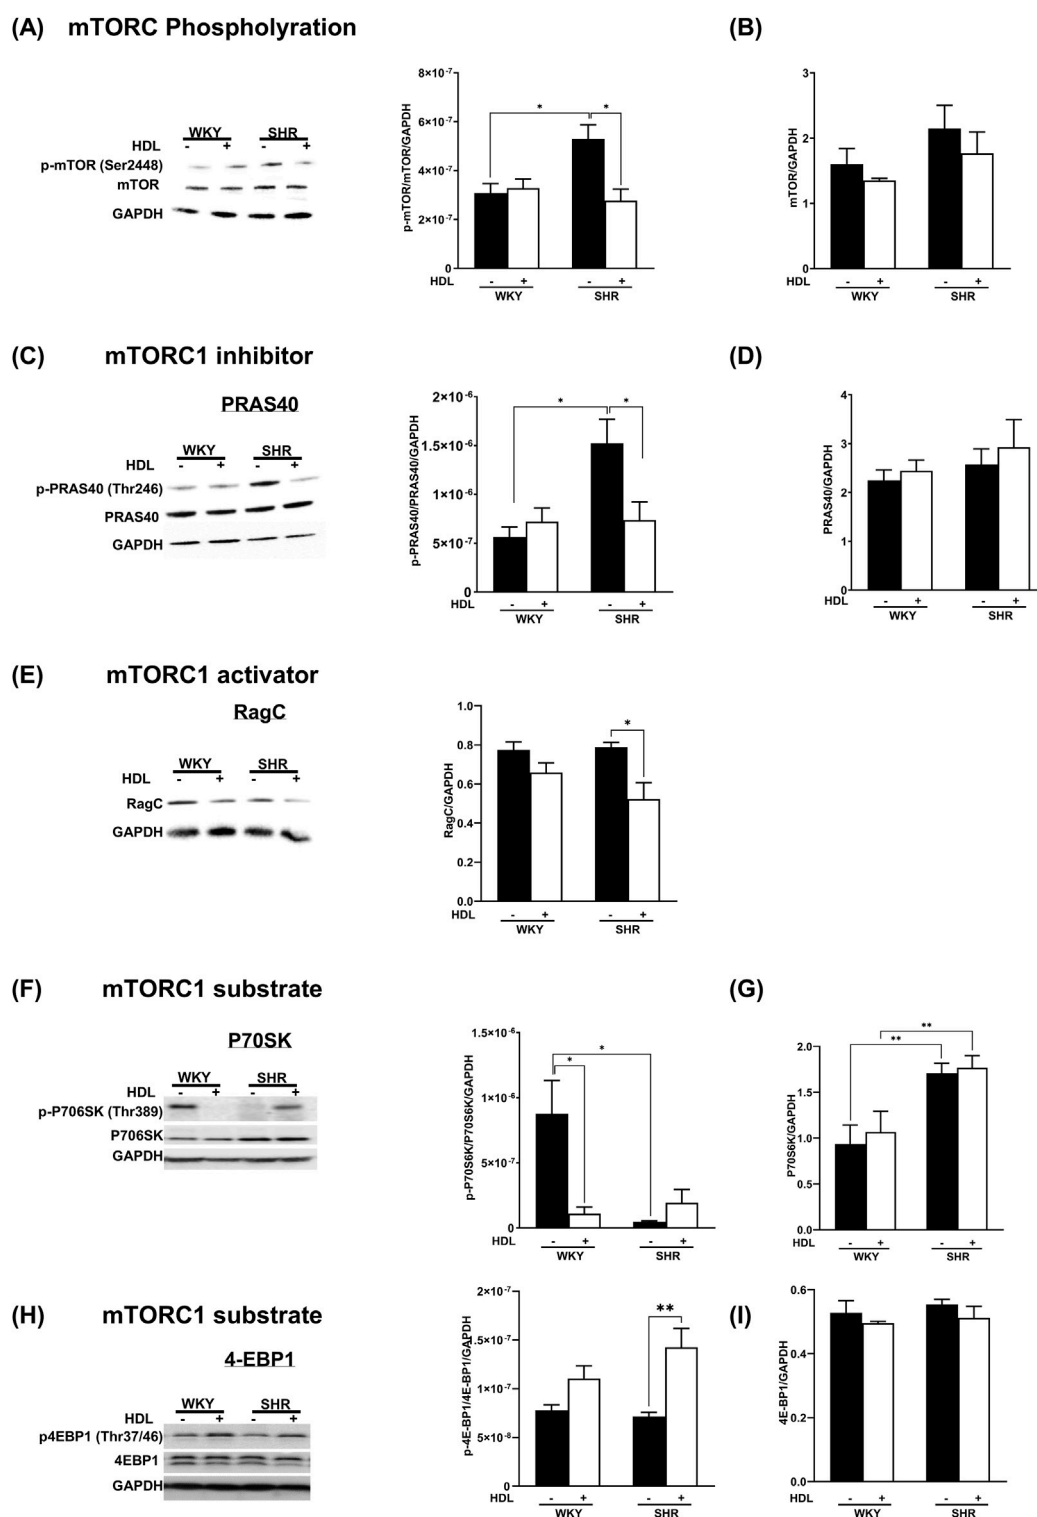 (A) mTORC Phospholyration
WKY SHR
HDL - + - +
p-mTOR (Ser2448)
mTOR
GAPDH
p-mTOR/mTOR/GAPDH
8×10-7
6×10-7
4×10-7
2×10-7
0
* *
HDL - + - +
WKY SHR
(B)
mTOR/GAPDH
3
2
1
0
HDL - + - +
WKY SHR
(C) mTORC1 inhibitor
PRAS40
WKY SHR
HDL - + - +
p-PRAS40 (Thr246)
PRAS40
GAPDH
p-PRAS40/PRAS40/GAPDH
2×10-6
1.5×10-6
1×10-6
5×10-7
0
* *
HDL - + - +
WKY SHR
(D)
PRAS40/GAPDH
4
3
2
1
0
HDL - + - +
WKY SHR
(E) mTORC1 activator
RagC
WKY SHR
HDL - + - +
RagC
GAPDH
RagC/GAPDH
1.0
0.8
0.6
0.4
0.2
0.0
*
HDL - + - +
WKY SHR
(F) mTORC1 substrate
P70SK
WKY SHR
HDL - + - +
p-P706SK (Thr389)
P706SK
GAPDH
p-P70S6K/P70S6K/GAPDH
1.5×10-6
1×10-6
5×10-7
0
* *
HDL - + - +
WKY SHR
(G)
P70S6K/GAPDH
2.0
1.5
1.0
0.5
0.0
** **
HDL - + - +
WKY SHR
(H) mTORC1 substrate
4-EBP1
WKY SHR
HDL - + - +
p4EBP1 (Thr37/46)
4EBP1
GAPDH
p-4E-BP1/4E-BP1/GAPDH
2×10-7
1.5×10-7
1×10-7
5×10-8
0
**
HDL - + - +
WKY SHR
(I)
4E-BP1/GAPDH
0.6
0.4
0.2
0.0
HDL - + - +
WKY SHR